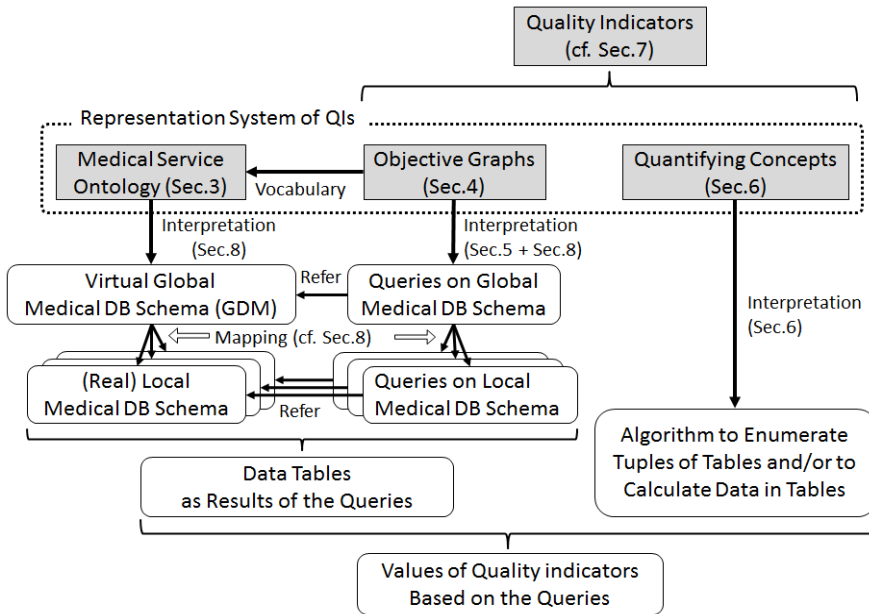 Quality Indicators
(cf. Sec.7)
Representation System of QIs
Medical Service
Ontology (Sec.3)
Vocabulary
Objective Graphs
(Sec.4)
Quantifying Concepts
(Sec.6)
Interpretation
(Sec.8)
Interpretation
(Sec.5 + Sec.8)
Virtual Global
Medical DB Schema (GDM)
Refer
Queries on Global
Medical DB Schema
Interpretation
(Sec.6)
Mapping (cf. Sec.8)
(Real) Local
Medical DB Schema
Refer
Queries on Local
Medical DB Schema
Algorithm to Enumerate
Tuples of Tables and/or to
Calculate Data in Tables
Data Tables
as Results of the Queries
Values of Quality indicators
Based on the Queries